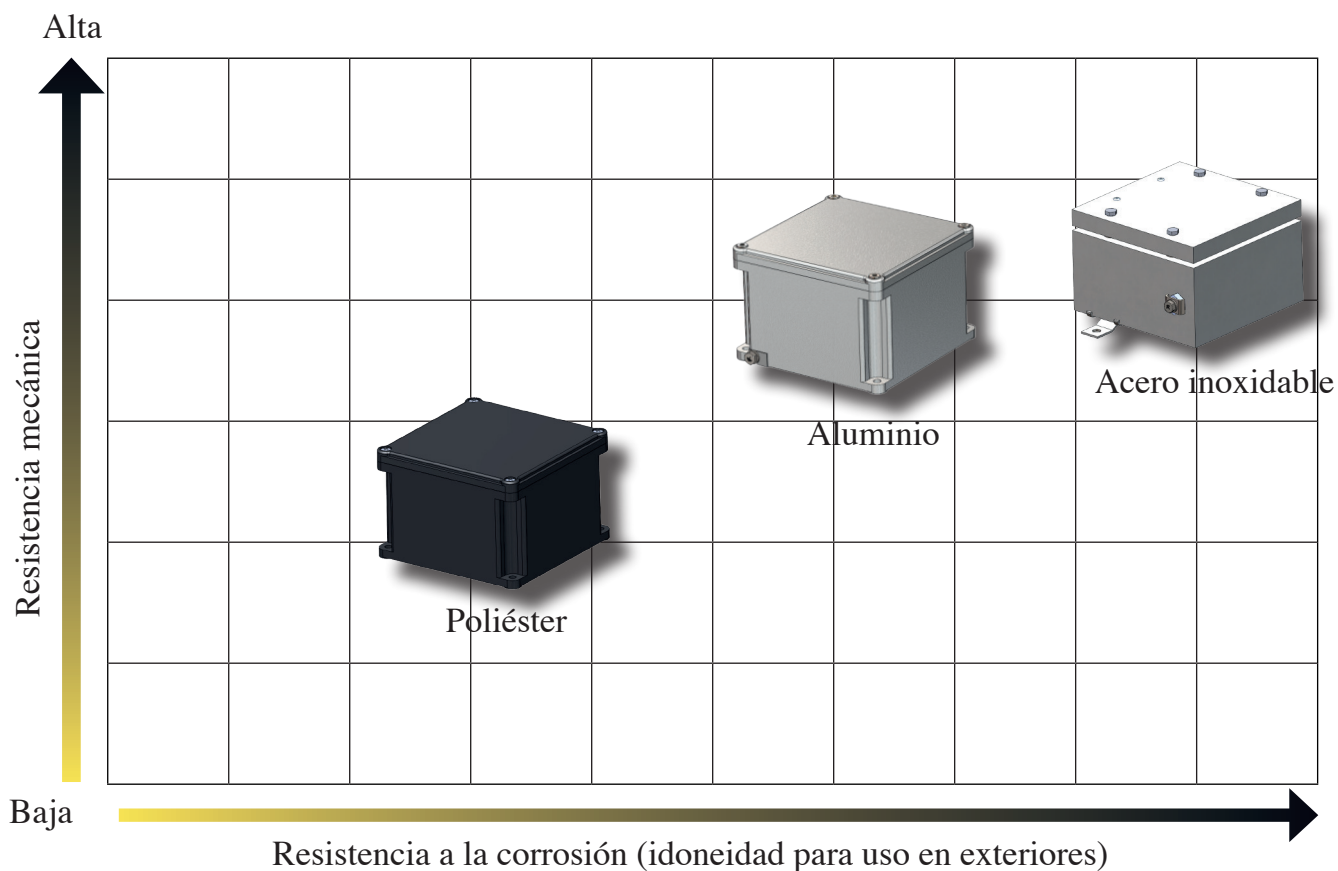 Alta
Resistencia mecánica
Acero inoxidable
Aluminio
Poliéster
Baja
Resistencia a la corrosión (idoneidad para uso en exteriores)